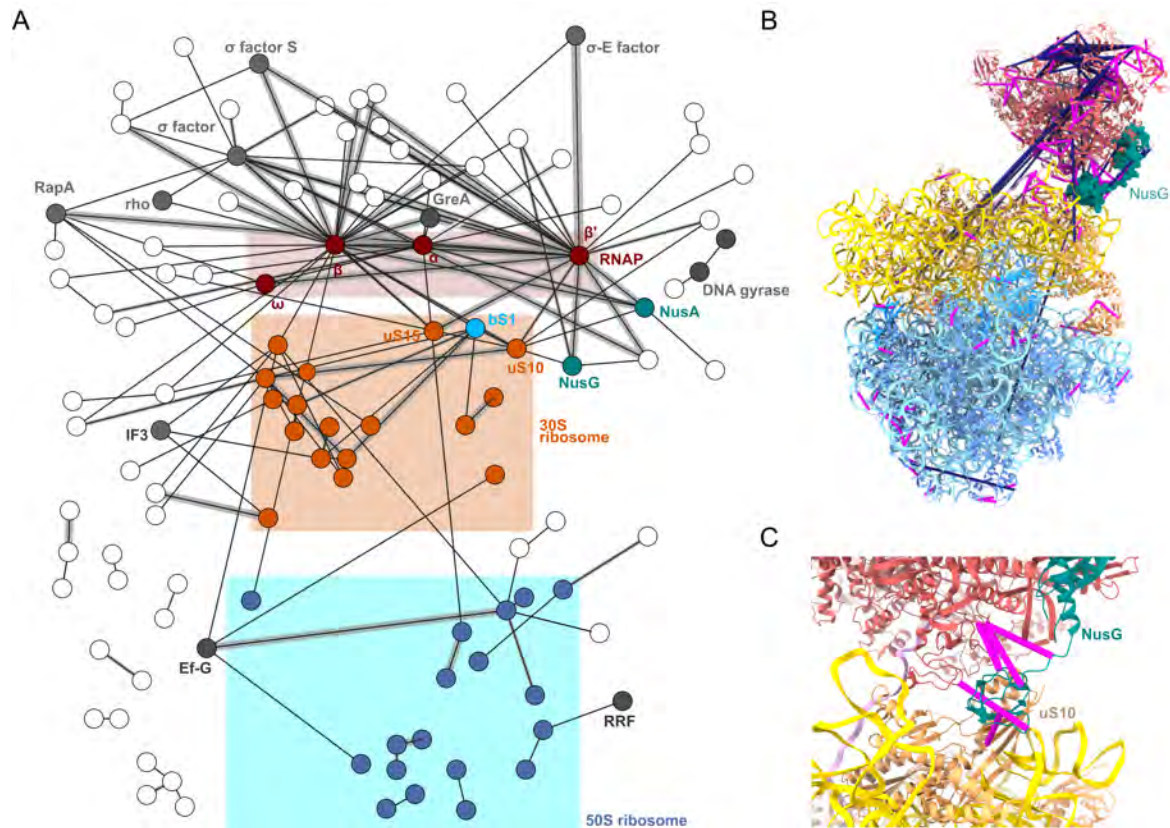 A
B
σ factor S
σ-E factor
σ factor
NusG
RapA
rho
GreA
β'
RNAP
β
α
DNA gyrase
ω
NusA
uS15
bS1
uS10
NusG
IF3
30S
ribosome
C
NusG
Ef-G
uS10
RRF
50S ribosome